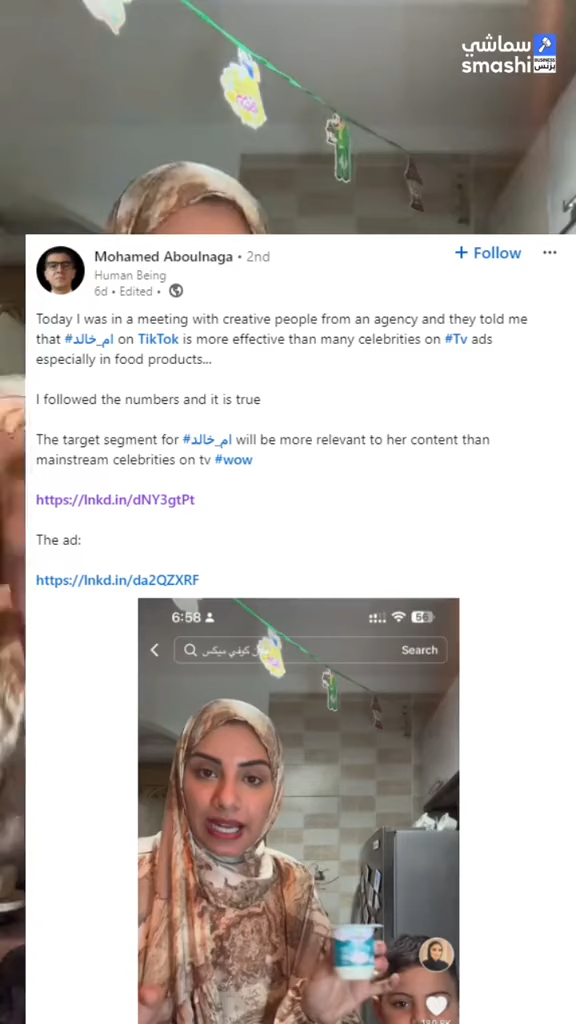 سماشي
smashi
BUSINESS
بزنس
Mohamed Aboulnaga • 2nd
+ Follow
Human Being
6d • Edited •
Today I was in a meeting with creative people from an agency and they told me
that #ام_خالد on TikTok is more effective than many celebrities on #Tv ads
especially in food products...
I followed the numbers and it is true
The target segment for #ام_خالد will be more relevant to her content than
mainstream celebrities on tv #wow
https://lnkd.in/dNY3gtPt
The ad:
https://lnkd.in/da2QZXRF
6:58
56
كيفي ميكس
Search